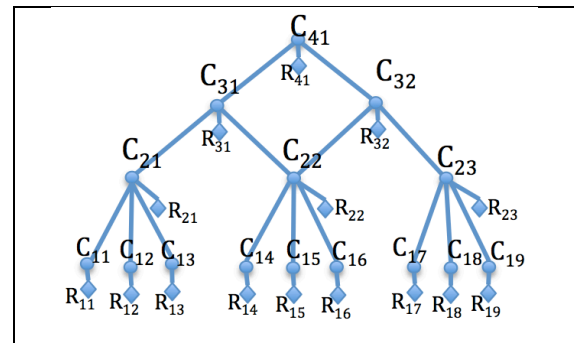 C41
R41
C31 C32
R31 R32
C21 C22 C23
R21 R22 R23
C11 C12 C13 C14 C15 C16 C17 C18 C19
R11 R12 R13 R14 R15 R16 R17 R18 R19